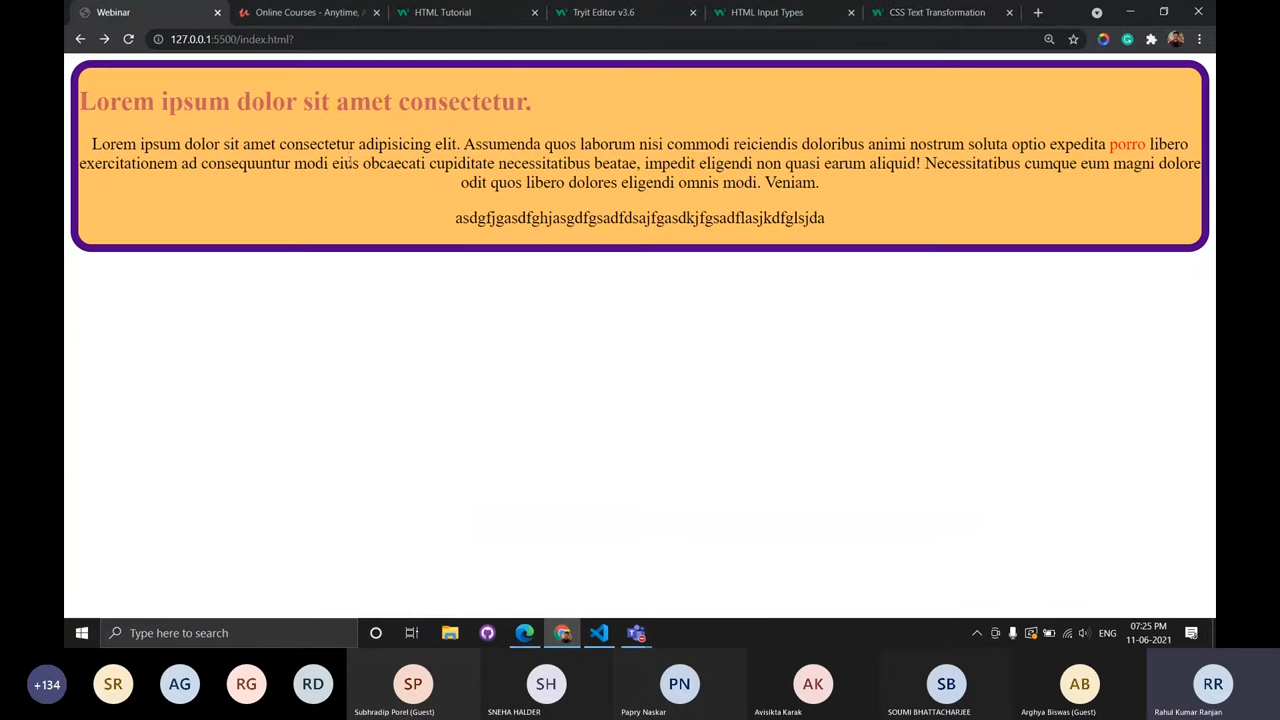 Webinar
Online Courses - Anytime, A
HTML Tutorial
Tryit Editor v3.6
HTML Input Types
CSS Text Transformation
127.0.0.1:5500/index.html?
Lorem ipsum dolor sit amet consectetur.
Lorem ipsum dolor sit amet consectetur adipisicing elit. Assumenda quos laborum nisi commodi reiciendis doloribus animi nostrum soluta optio expedita porro libero
exercitationem ad consequuntur modi eius obcaecati cupiditate necessitatibus beatae, impedit eligendi non quasi earum aliquid! Necessitatibus cumque eum magni dolore
odit quos libero dolores eligendi omnis modi. Veniam.
asdgfjgasdfghjasgdfgsadfdsajfgasdkjfgsadflasjkdfglsjda
Type here to search
ENG
07:25 PM
11-06-2021
+134
SR
AG
RG
RD
SP
Subhradip Porel (Guest)
SH
SNEHA HALDER
PN
Papry Naskar
AK
Avisikta Karak
SB
SOUMI BHATTACHARJEE
AB
Arghya Biswas (Guest)
RR
Rahul Kumar Ranjan